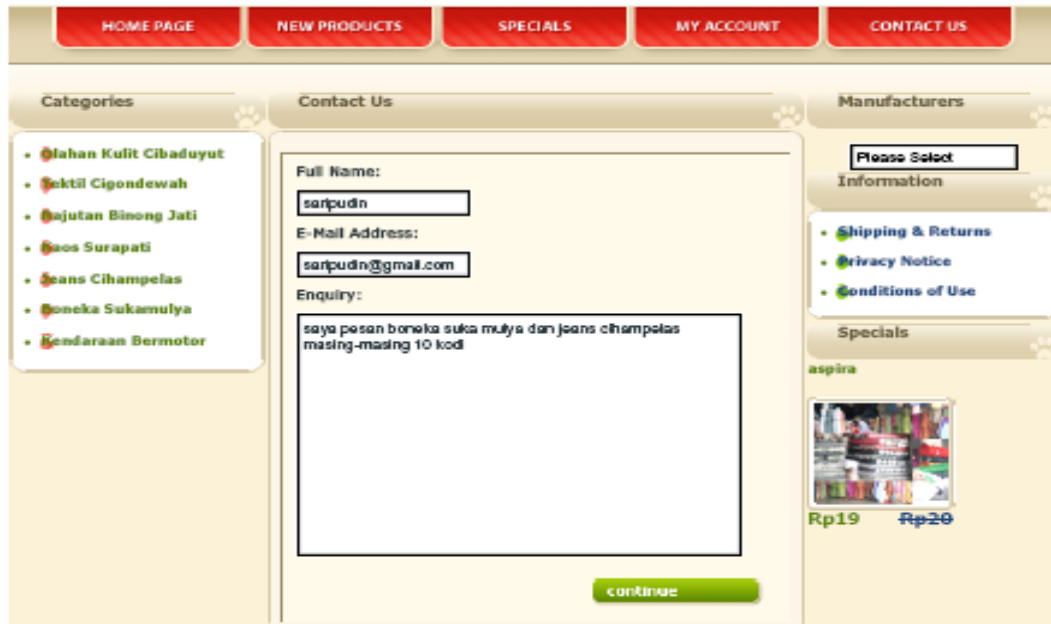 HOME PAGE
NEW PRODUCTS
SPECIALS
MY ACCOUNT
CONTACT US
Categories
Olahan Kulit Cibaduyut
Tektil Cigondewah
Rajutan Binong Jati
Kaos Surapati
Jeans Cihampelas
Boneka Sukamulya
Kendaraan Bermotor
Contact Us
Full Name:
saripudin
E-Mail Address:
saripudin@gmail.com
Enquiry:
saya pesan boneka suka mulya dan jeans cihampelas
masing-masing 10 kodi
continue
Manufacturers
Please Select
Information
Shipping & Returns
Privacy Notice
Conditions of Use
Specials
aspira
Rp19 Rp20